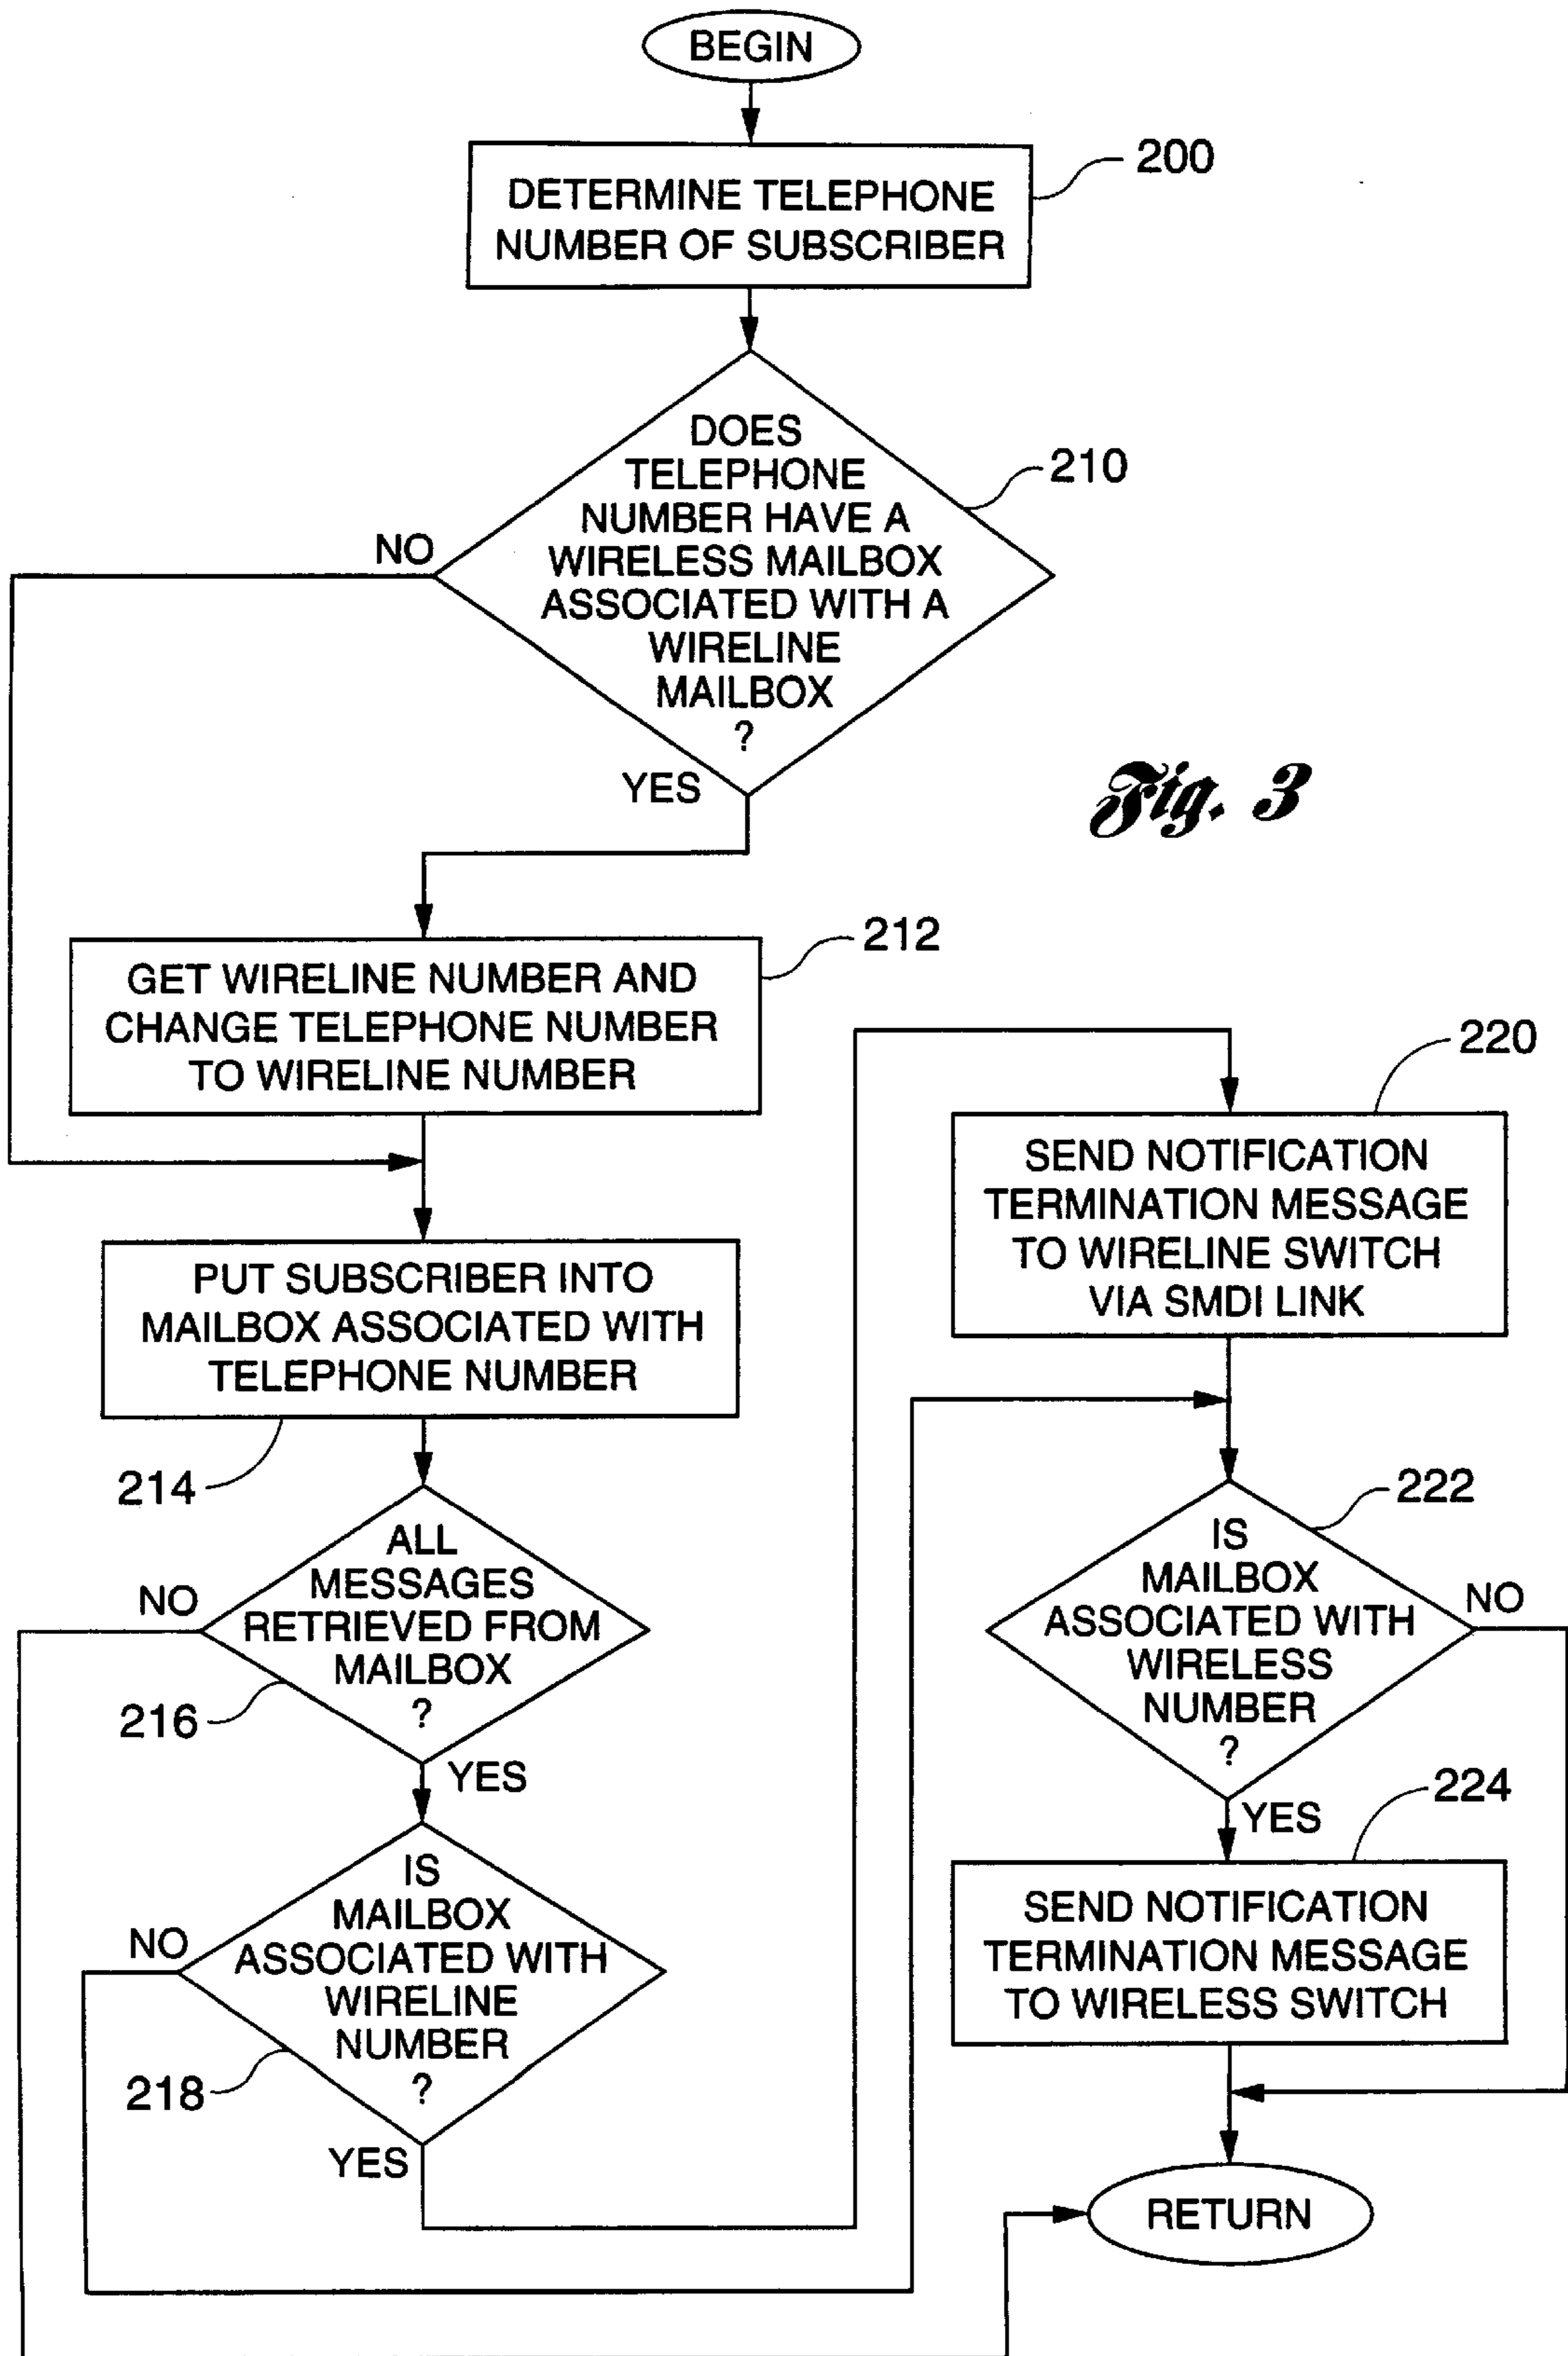 BEGIN
200
DETERMINE TELEPHONE
NUMBER OF SUBSCRIBER
210
DOES
TELEPHONE
NUMBER HAVE A
WIRELESS MAILBOX
ASSOCIATED WITH A
WIRELINE
MAILBOX
?
NO
YES
Fig. 3
212
GET WIRELINE NUMBER AND
CHANGE TELEPHONE NUMBER
TO WIRELINE NUMBER
PUT SUBSCRIBER INTO
MAILBOX ASSOCIATED WITH
TELEPHONE NUMBER
214
ALL
MESSAGES
RETRIEVED FROM
MAILBOX
?
NO
216
YES
IS
MAILBOX
ASSOCIATED WITH
WIRELINE
NUMBER
?
NO
218
YES
220
SEND NOTIFICATION
TERMINATION MESSAGE
TO WIRELINE SWITCH
VIA SMDI LINK
222
IS
MAILBOX
ASSOCIATED WITH
WIRELESS
NUMBER
?
NO
YES
224
SEND NOTIFICATION
TERMINATION MESSAGE
TO WIRELESS SWITCH
RETURN